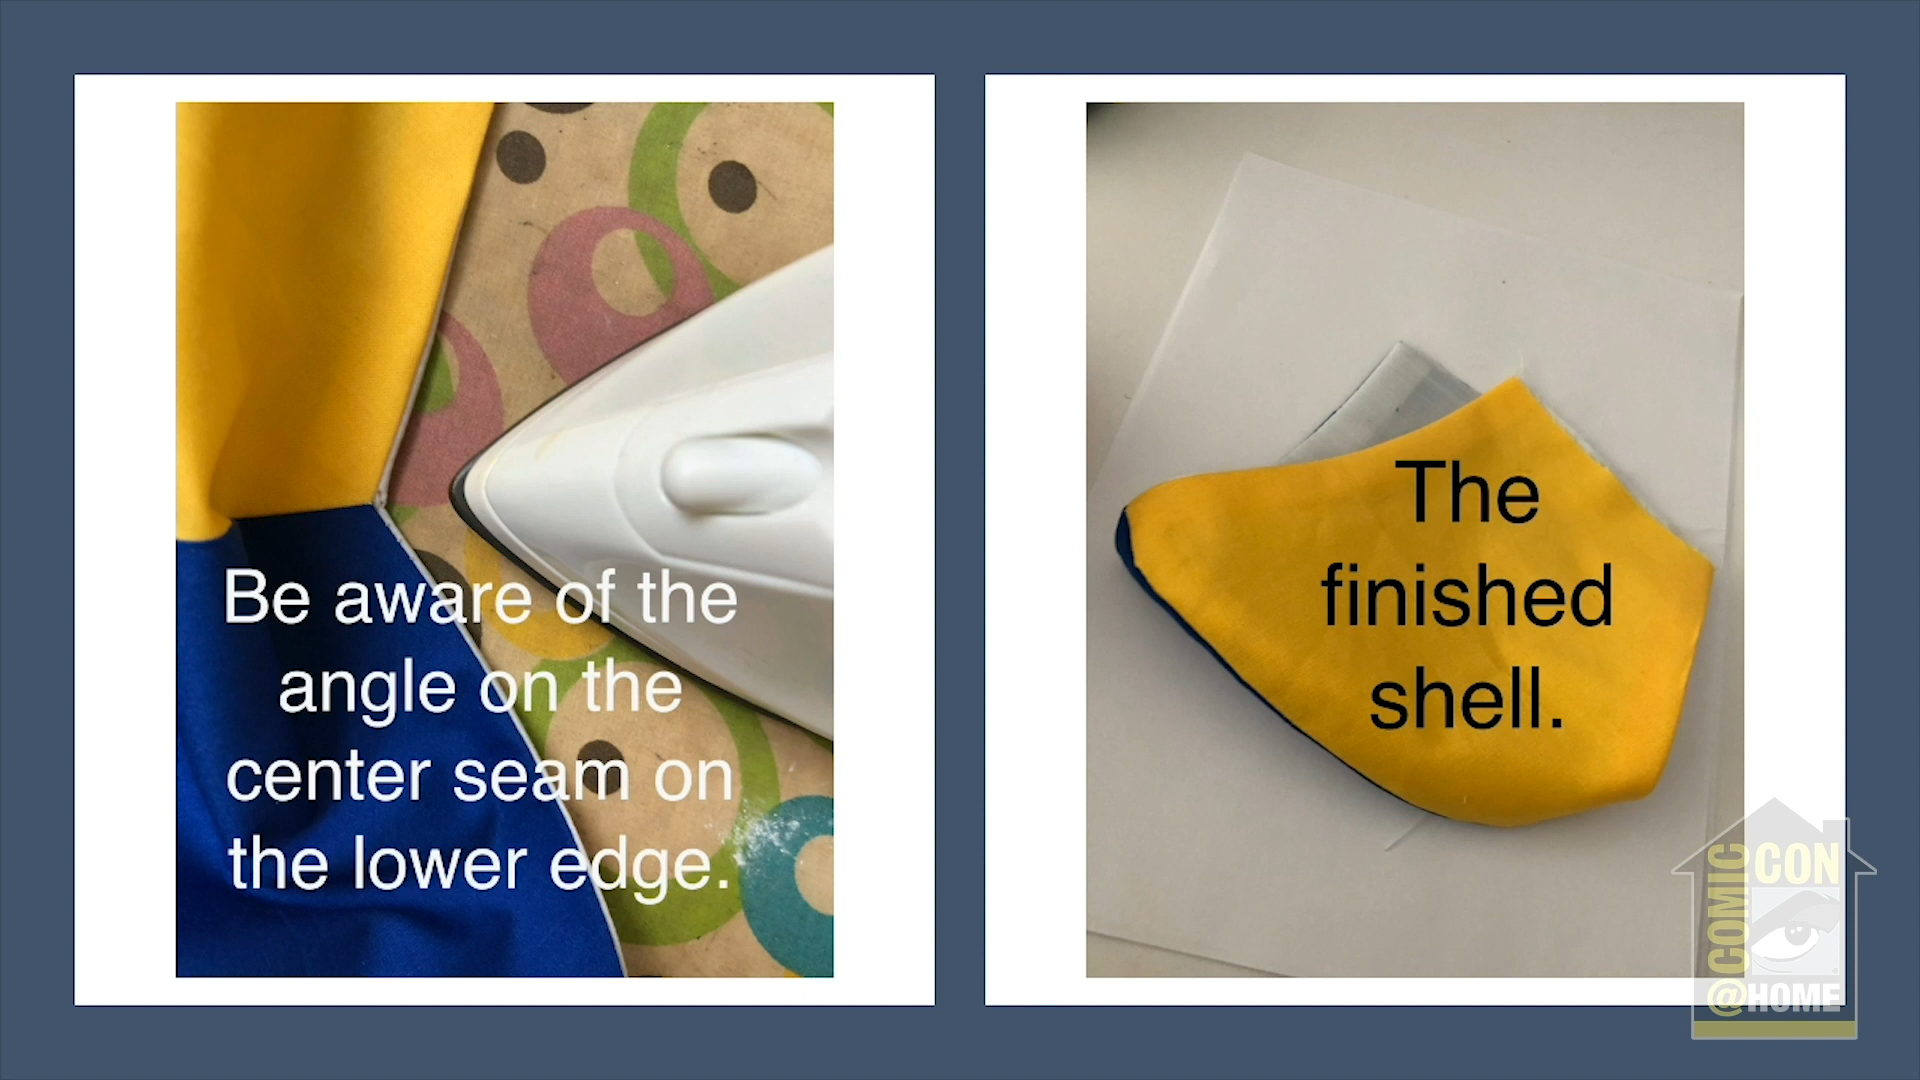 Be aware of the
angle on the
center seam on
the lower edge.
The
finished
shell.
COMIC
CON
@HOME